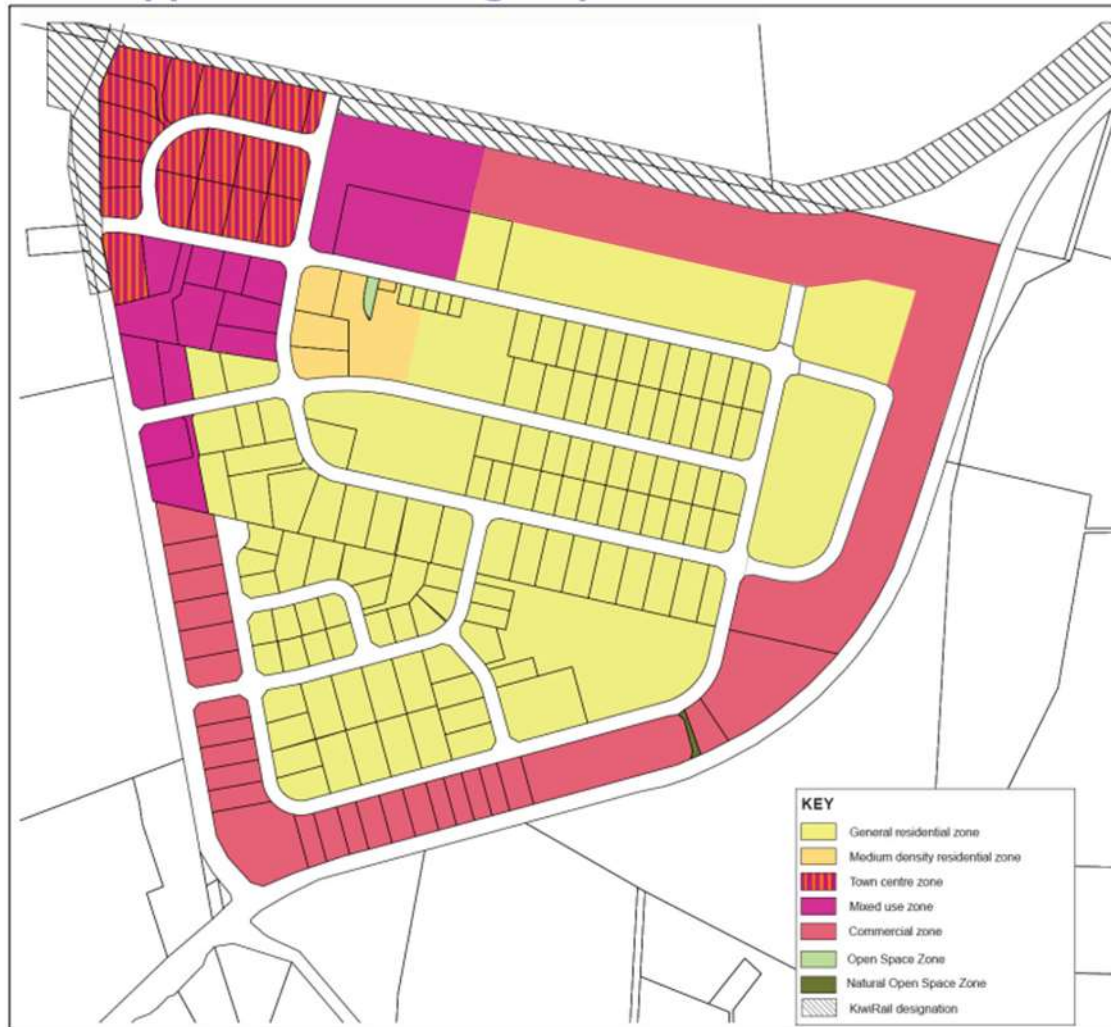 KEY
General residential zone
Medium density residential zone
Town centre zone
Mixed use zone
Commercial zone
Open Space Zone
Natural Open Space Zone
KiwiRail designation